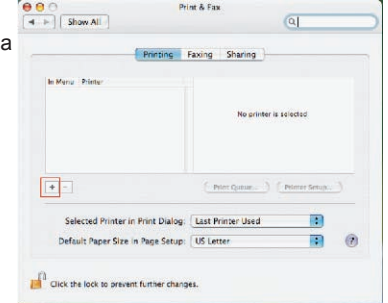 Print & Fax
Show All
a
Printing Faxing Sharing
In Menu Printer
No printer is selected
+ -
Print Queue... Printer Setup...
Selected Printer in Print Dialog: Last Printer Used
Default Paper Size in Page Setup: US Letter ?
Click the lock to prevent further changes.